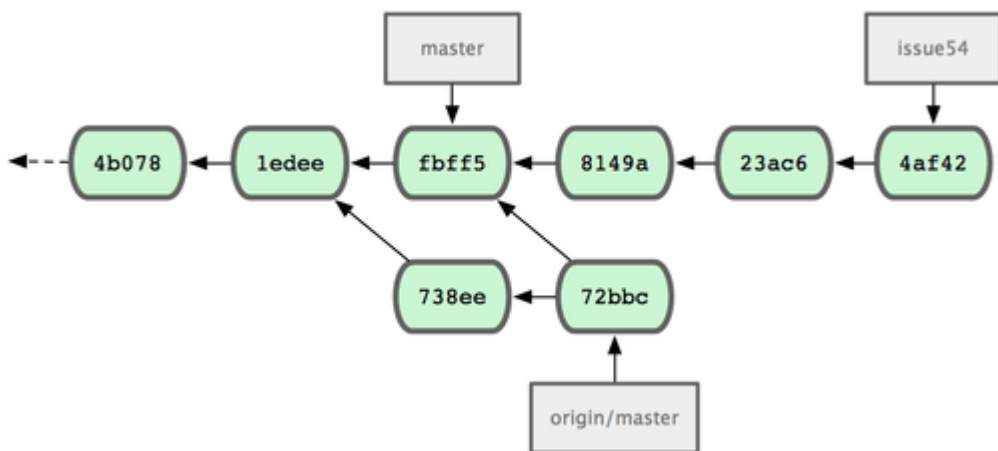 master
issue54
4b078
1edee
fbff5
8149a
23ac6
4af42
738ee
72bbc
origin/master